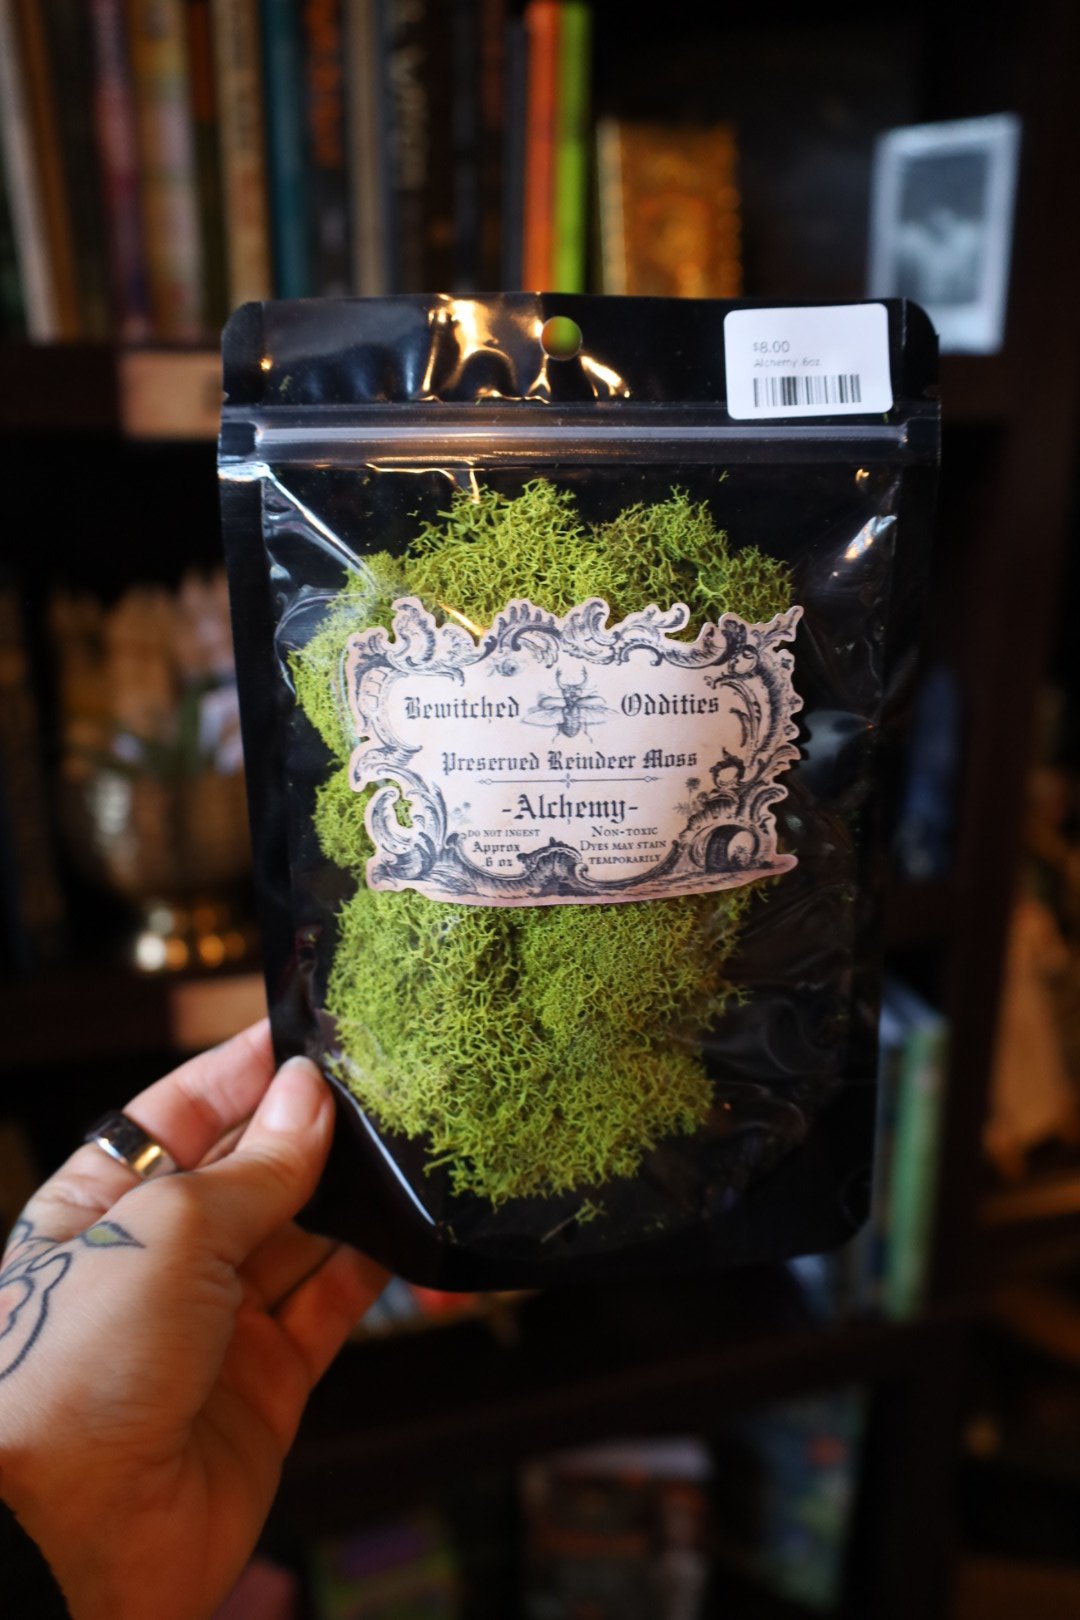 $8.00
Alchemy .6oz
Bewitched Oddities
Preserved Reindeer Moss
-Alchemy-
DO NOT INGEST
Approx
6 oz
NON-TOXIC
DYES MAY STAIN
TEMPORARILY